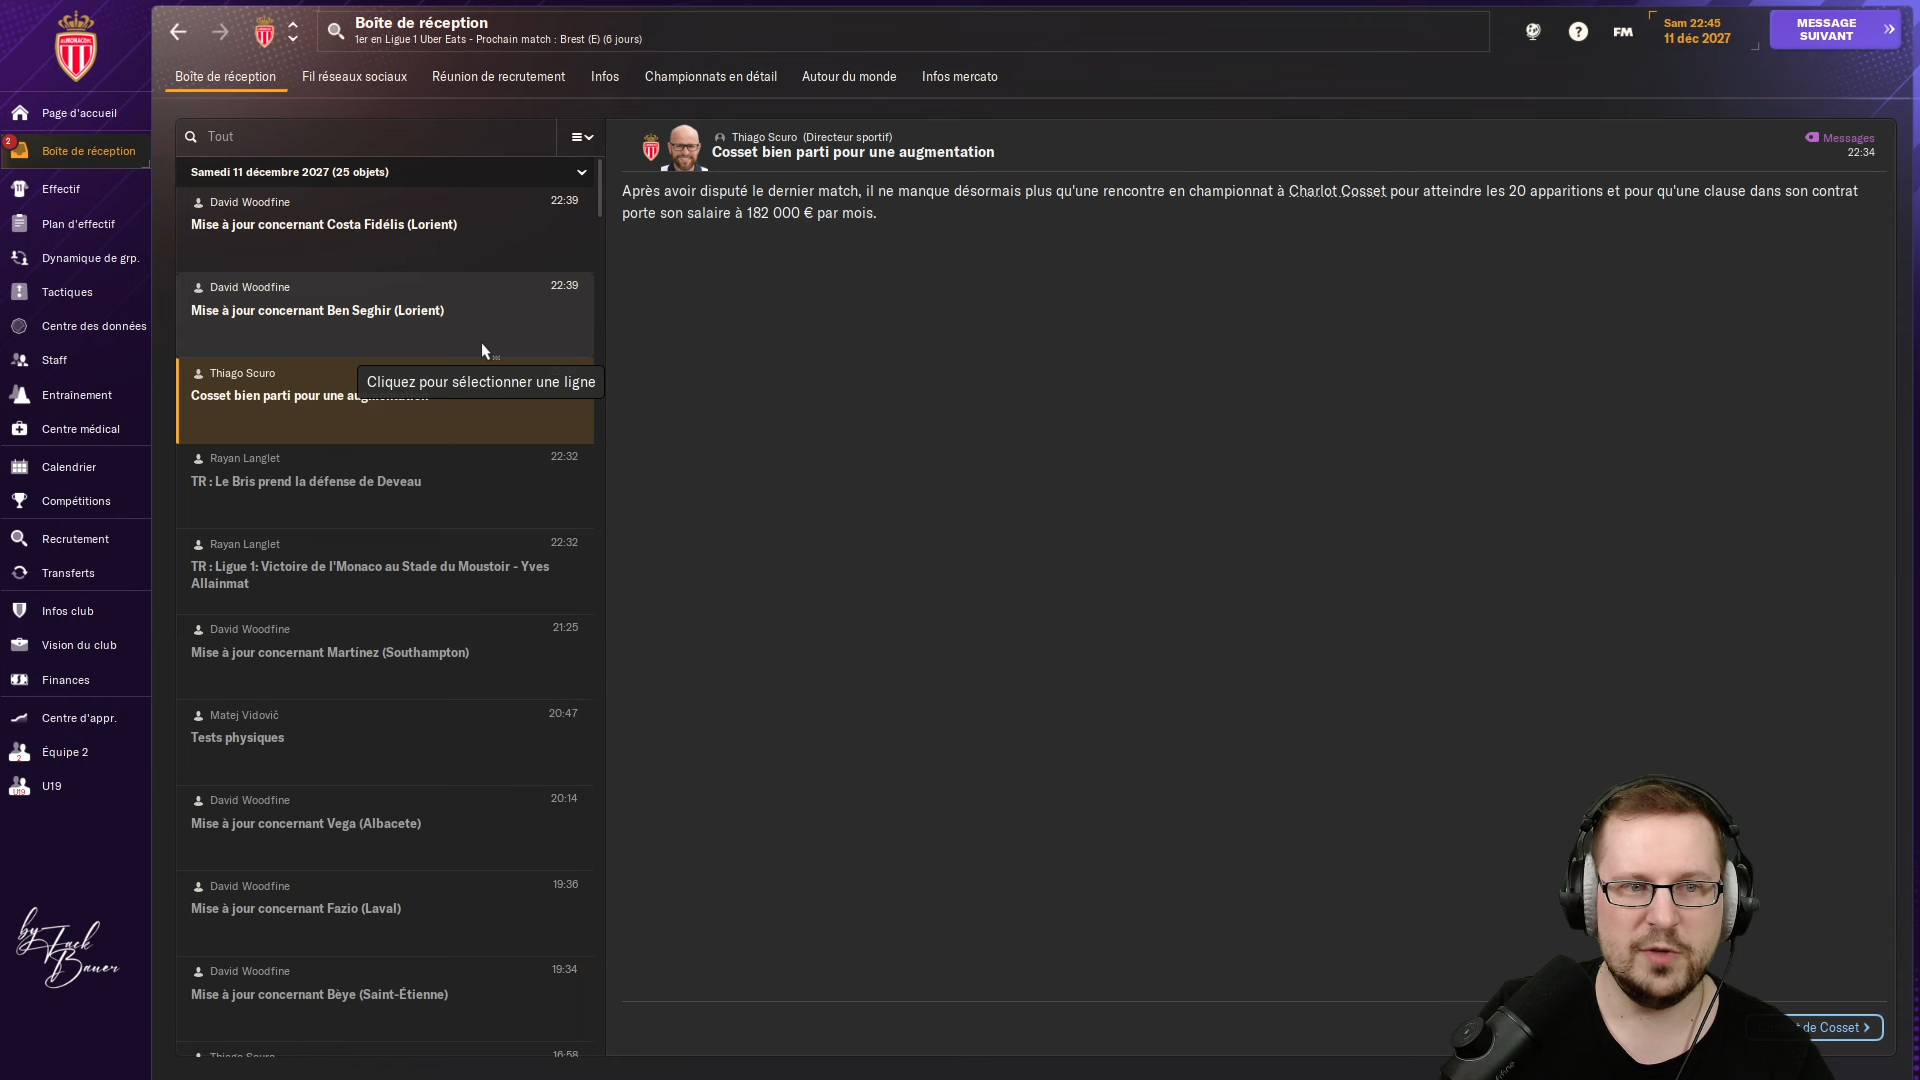 Boîte de réception
1er en Ligue 1 Uber Eats - Prochain match : Brest (E) (6 jours)
FM
Sam 22:45
11 déc 2027
MESSAGE
SUIVANT
Boîte de réception
Fil réseaux sociaux
Réunion de recrutement
Infos
Championnats en détail
Autour du monde
Infos mercato
Page d'accueil
2
Boîte de réception
Effectif
Plan d'effectif
Dynamique de grp.
Tactiques
Centre des données
Staff
Entraînement
Centre médical
Calendrier
Compétitions
Recrutement
Transferts
Infos club
Vision du club
Finances
Centre d'appr.
Équipe 2
U19
by Jack
Bauer
Tout
Samedi 11 décembre 2027 (25 objets)
David Woodfine 22:39
Mise à jour concernant Costa Fidélis (Lorient)
David Woodfine 22:39
Mise à jour concernant Ben Seghir (Lorient)
Thiago Scuro
Cliquez pour sélectionner une ligne
Cosset bien parti pour une augmentation
Rayan Langlet 22:32
TR : Le Bris prend la défense de Deveau
Rayan Langlet 22:32
TR : Ligue 1: Victoire de l'Monaco au Stade du Moustoir - Yves
Allainmat
David Woodfine 21:25
Mise à jour concernant Martínez (Southampton)
Matej Vidovič 20:47
Tests physiques
David Woodfine 20:14
Mise à jour concernant Vega (Albacete)
David Woodfine 19:36
Mise à jour concernant Fazio (Laval)
David Woodfine 19:34
Mise à jour concernant Bèye (Saint-Étienne)
Thiago Scuro 16:58
Thiago Scuro (Directeur sportif)
Cosset bien parti pour une augmentation
Messages
22:34
Après avoir disputé le dernier match, il ne manque désormais plus qu'une rencontre en championnat à Charlot Cosset pour atteindre les 20 apparitions et pour qu'une clause dans son contrat
porte son salaire à 182 000 € par mois.
de Cosset